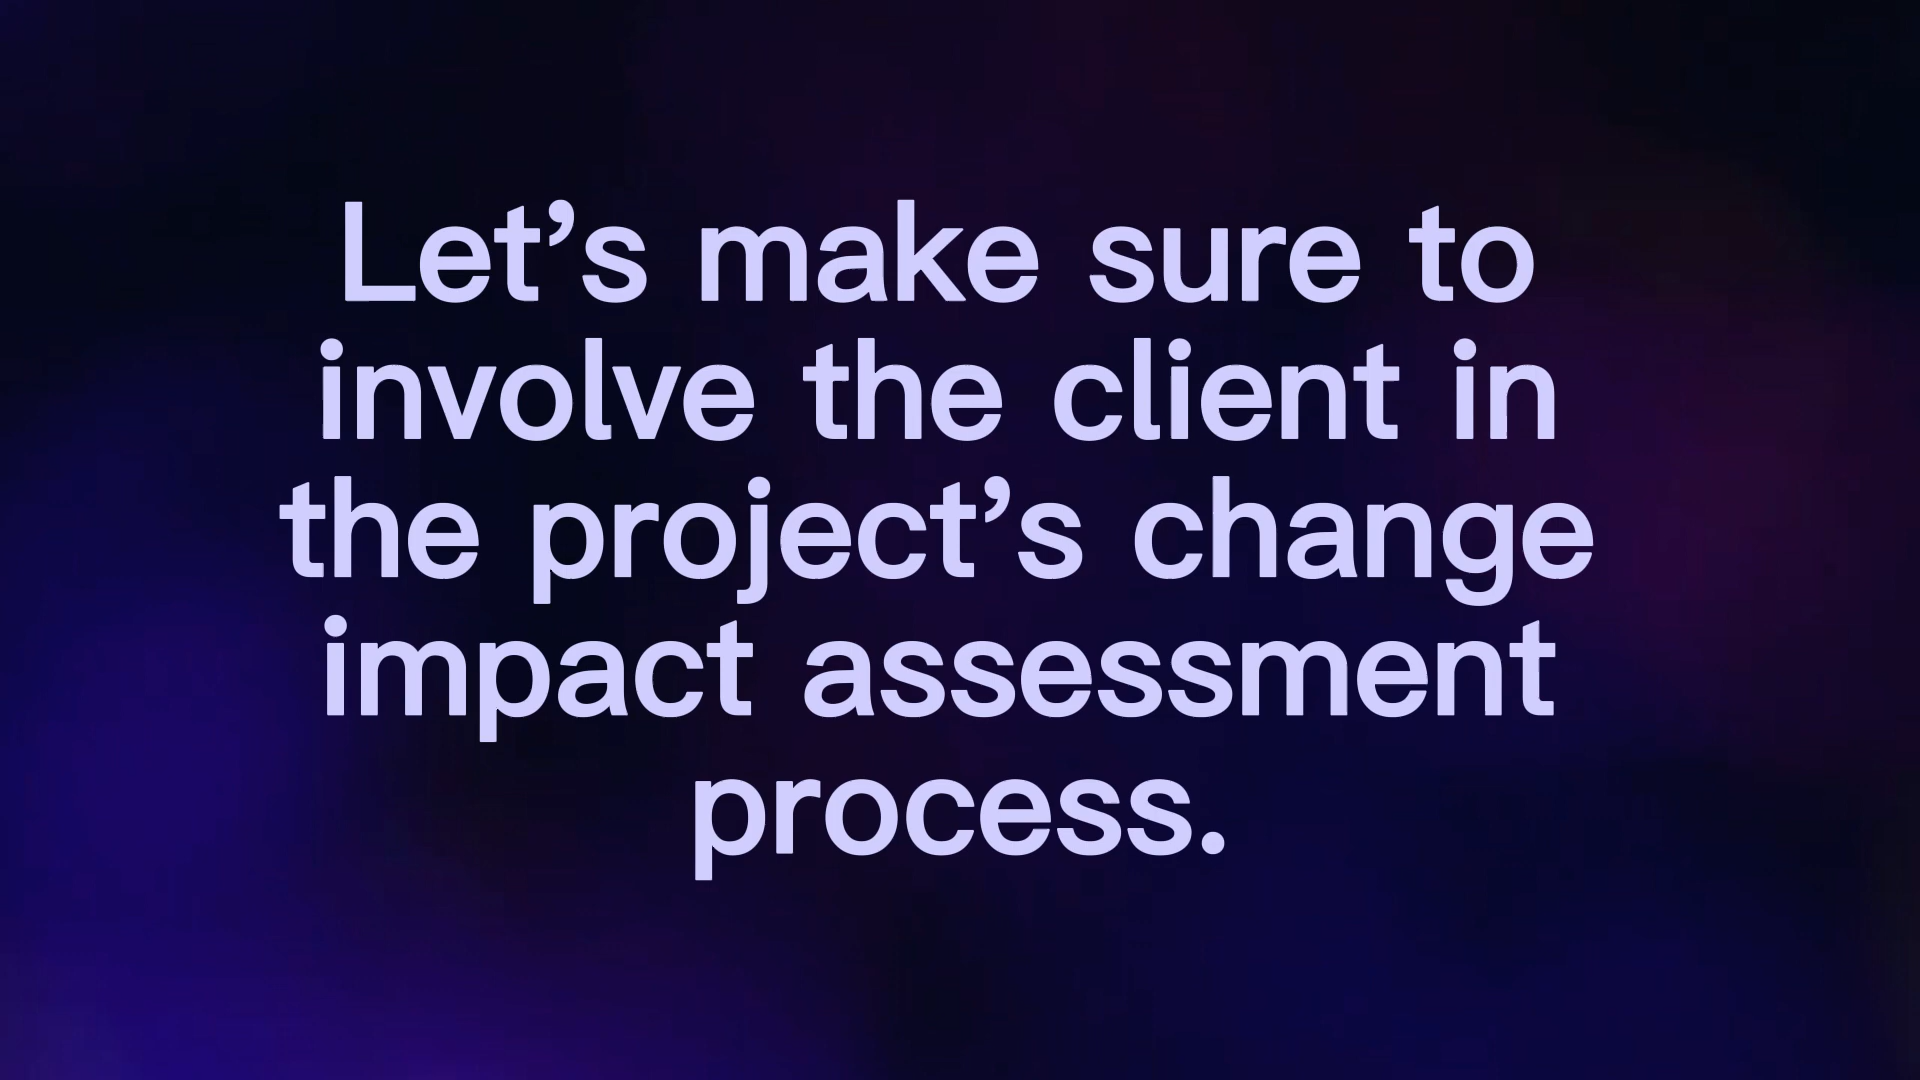 Let’s make sure to
involve the client in
the project’s change
impact assessment
process.